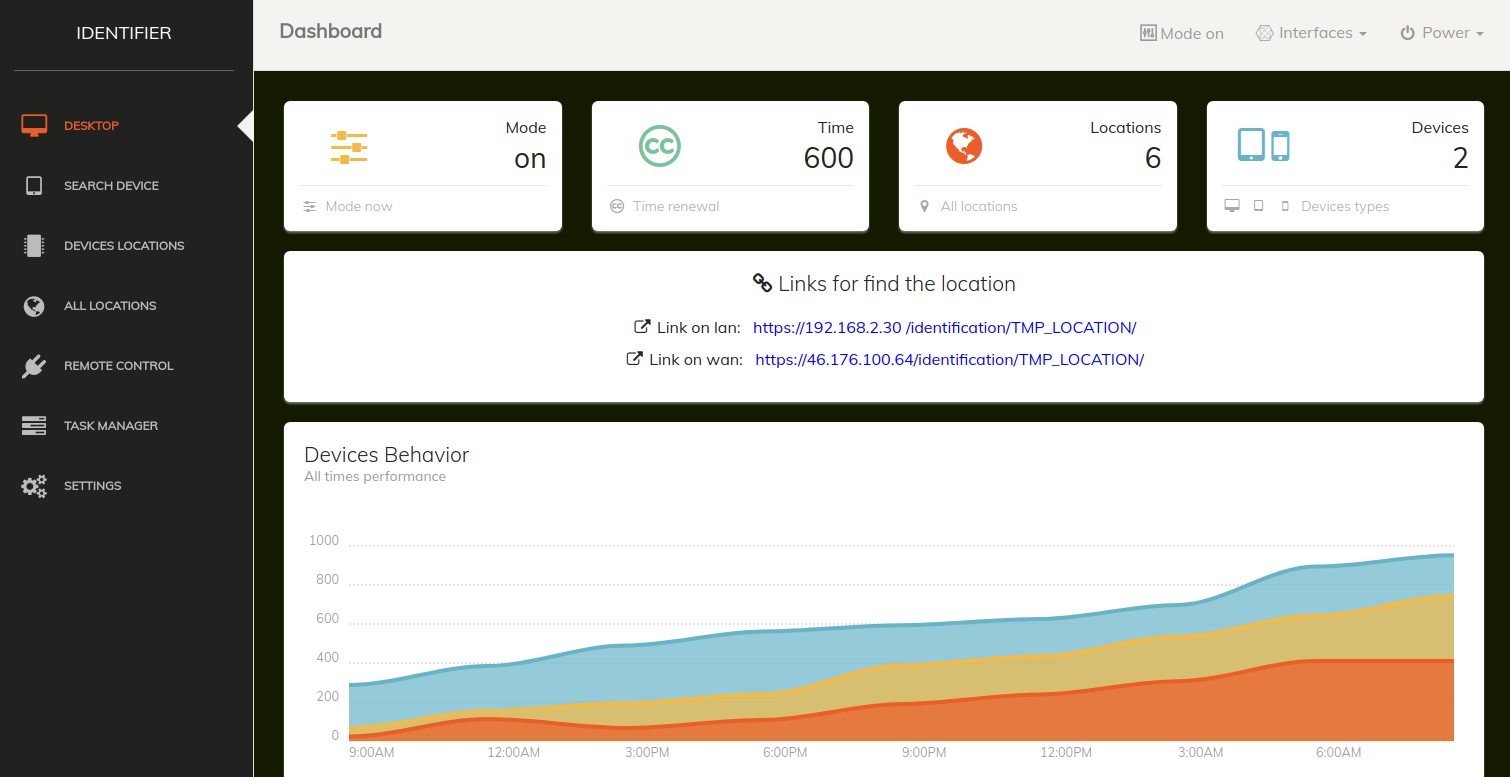 IDENTIFIER
DESKTOP
SEARCH DEVICE
DEVICES LOCATIONS
ALL LOCATIONS
REMOTE CONTROL
TASK MANAGER
SETTINGS
Dashboard
Mode on
Interfaces
Power
Mode
on
Mode now
Time
600
Time renewal
Locations
6
All locations
Devices
2
Devices types
Links for find the location
Link on lan: https://192.168.2.30 /identification/TMP_LOCATION/
Link on wan: https://46.176.100.64/identification/TMP_LOCATION/
Devices Behavior
All times performance
1000
800
600
400
200
0
9:00AM 12:00AM 3:00PM 6:00PM 9:00PM 12:00PM 3:00AM 6:00AM